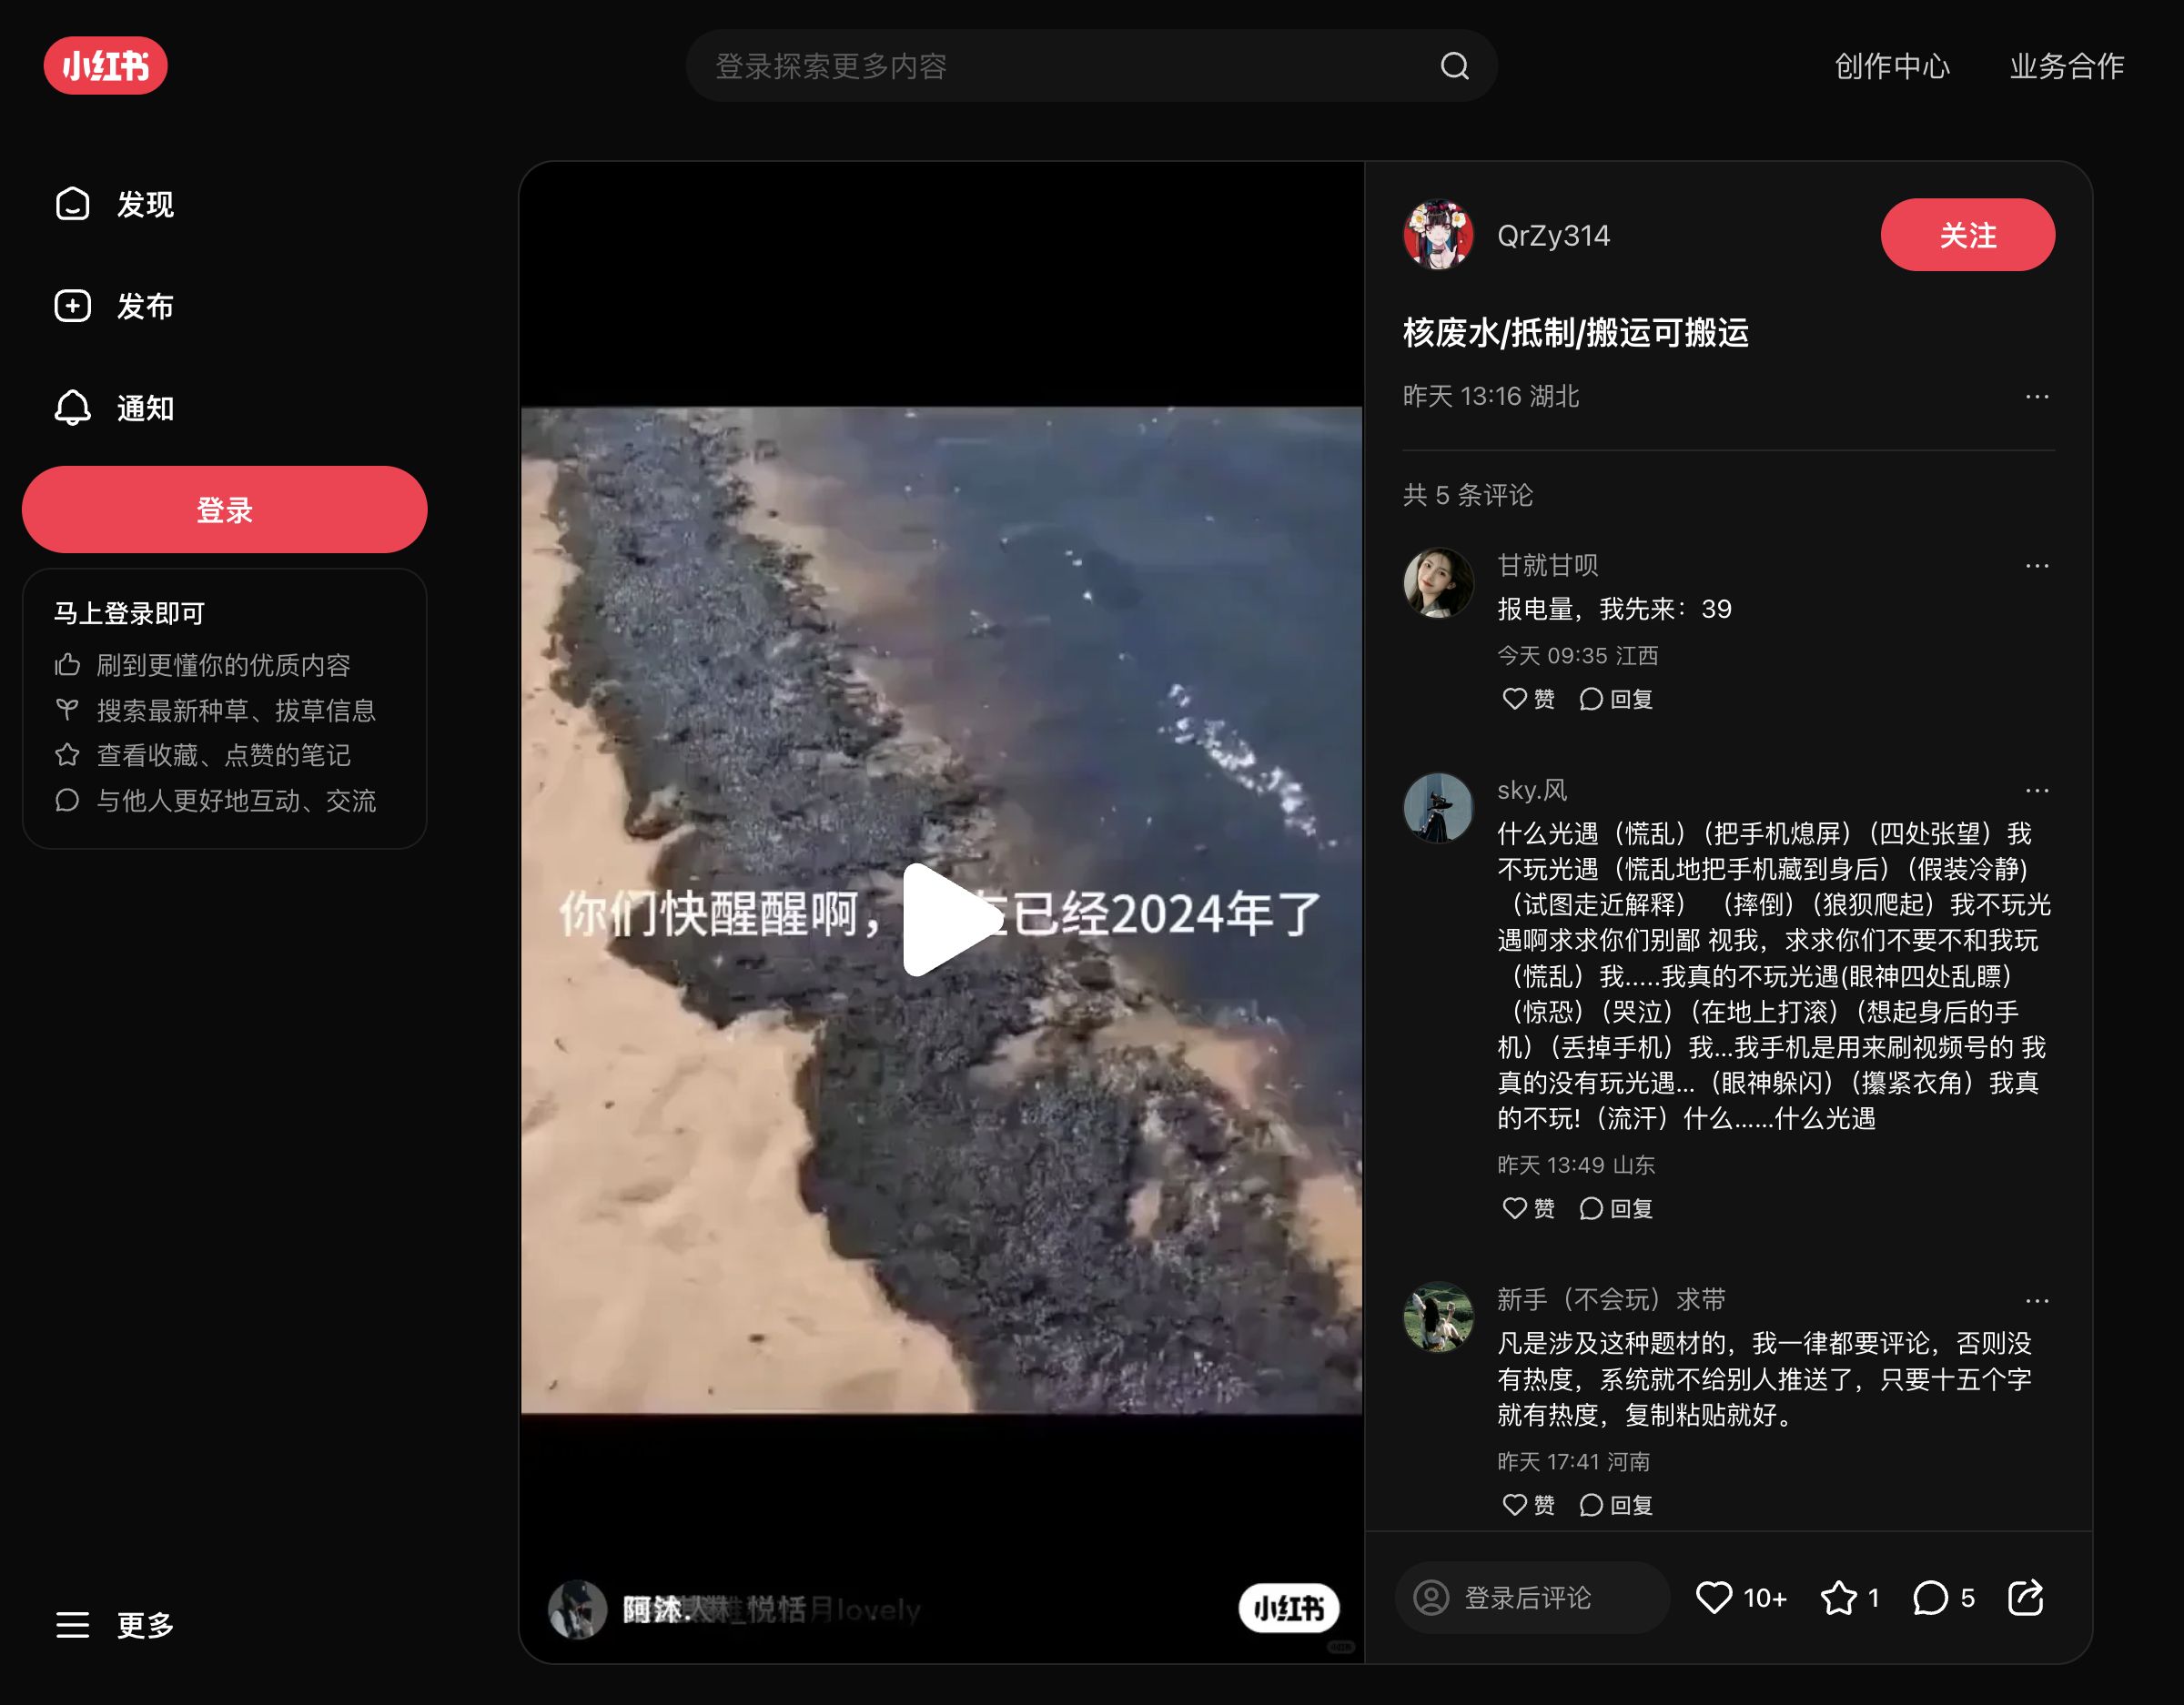 小红书
登录探索更多内容
创作中心
业务合作
发现
发布
通知
登录
马上登录即可
刷到更懂你的优质内容
搜索最新种草、拔草信息
查看收藏、点赞的笔记
与他人更好地互动、交流
更多
你们快醒醒啊，
已经2024年了
阿沐.
悦恬月lovely
小红书
QrZy314
关注
核废水/抵制/搬运可搬运
昨天 13:16 湖北
共 5 条评论
甘就甘呗
报电量，我先来：39
今天 09:35 江西
赞 回复
sky.风
什么光遇（慌乱）（把手机熄屏）（四处张望）我
不玩光遇（慌乱地把手机藏到身后）（假装冷静)
（试图走近解释） （摔倒）（狼狈爬起）我不玩光
遇啊求求你们别鄙 视我，求求你们不要不和我玩
（慌乱）我.....我真的不玩光遇(眼神四处乱瞟）
（惊恐）（哭泣）（在地上打滚）（想起身后的手
机）（丢掉手机）我...我手机是用来刷视频号的 我
真的没有玩光遇...（眼神躲闪）（攥紧衣角）我真
的不玩!（流汗）什么......什么光遇
昨天 13:49 山东
赞 回复
新手（不会玩）求带
凡是涉及这种题材的，我一律都要评论，否则没
有热度，系统就不给别人推送了，只要十五个字
就有热度，复制粘贴就好。
昨天 17:41 河南
赞 回复
登录后评论
10+
1
5